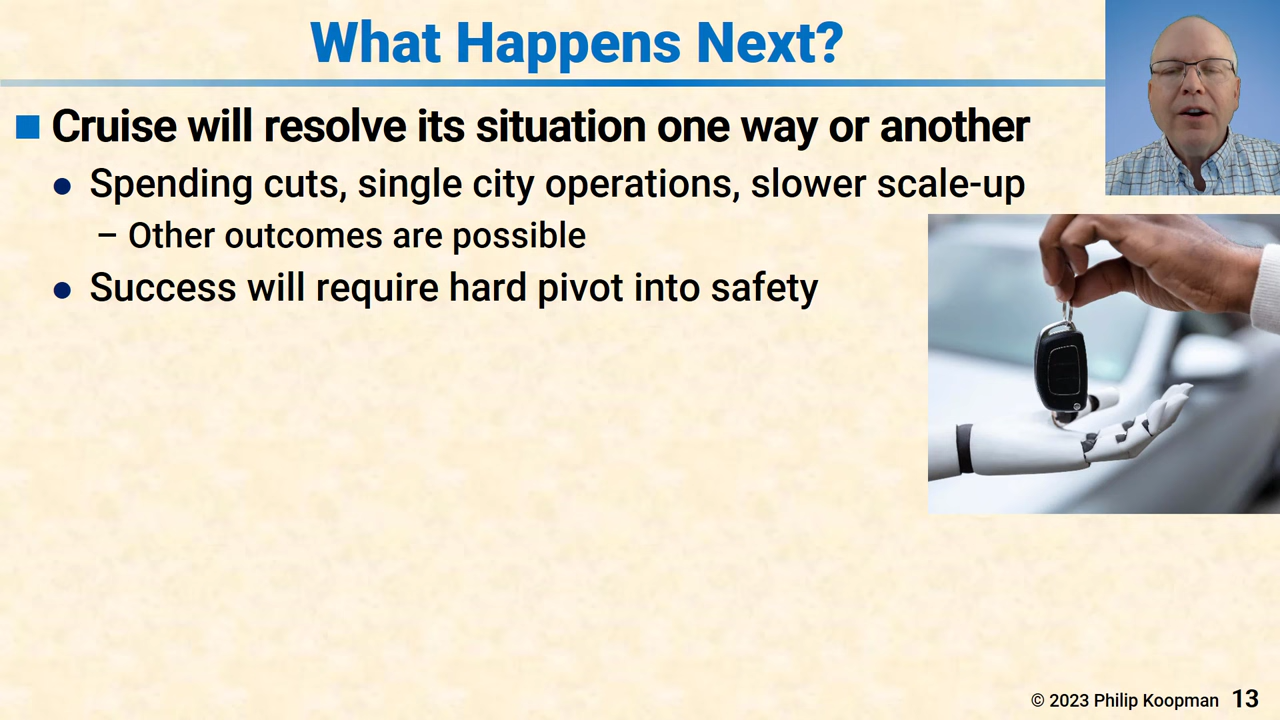 What Happens Next?
Cruise will resolve its situation one way or another
Spending cuts, single city operations, slower scale-up
– Other outcomes are possible
Success will require hard pivot into safety
© 2023 Philip Koopman 13